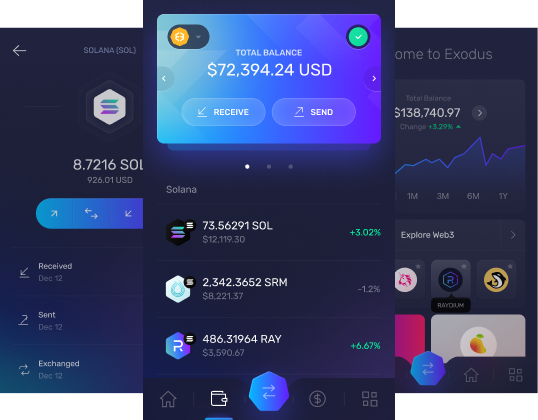 SOLANA (SOL)
8.7216 SOL
926.01 USD
Received
Dec 12
Sent
Dec 12
Exchanged
Dec 12
TOTAL BALANCE
$72,394.24 USD
RECEIVE
SEND
Solana
73.56291 SOL
$12,119.30
+3.02%
2,342.3652 SRM
$8,221.37
-1.2%
486.31964 RAY
$3,590.67
+6.67%
ome to Exodus
Total Balance
$138,740.97
Change +3.29%
1M 3M 6M 1Y
Explore Web3
RAYDIUM